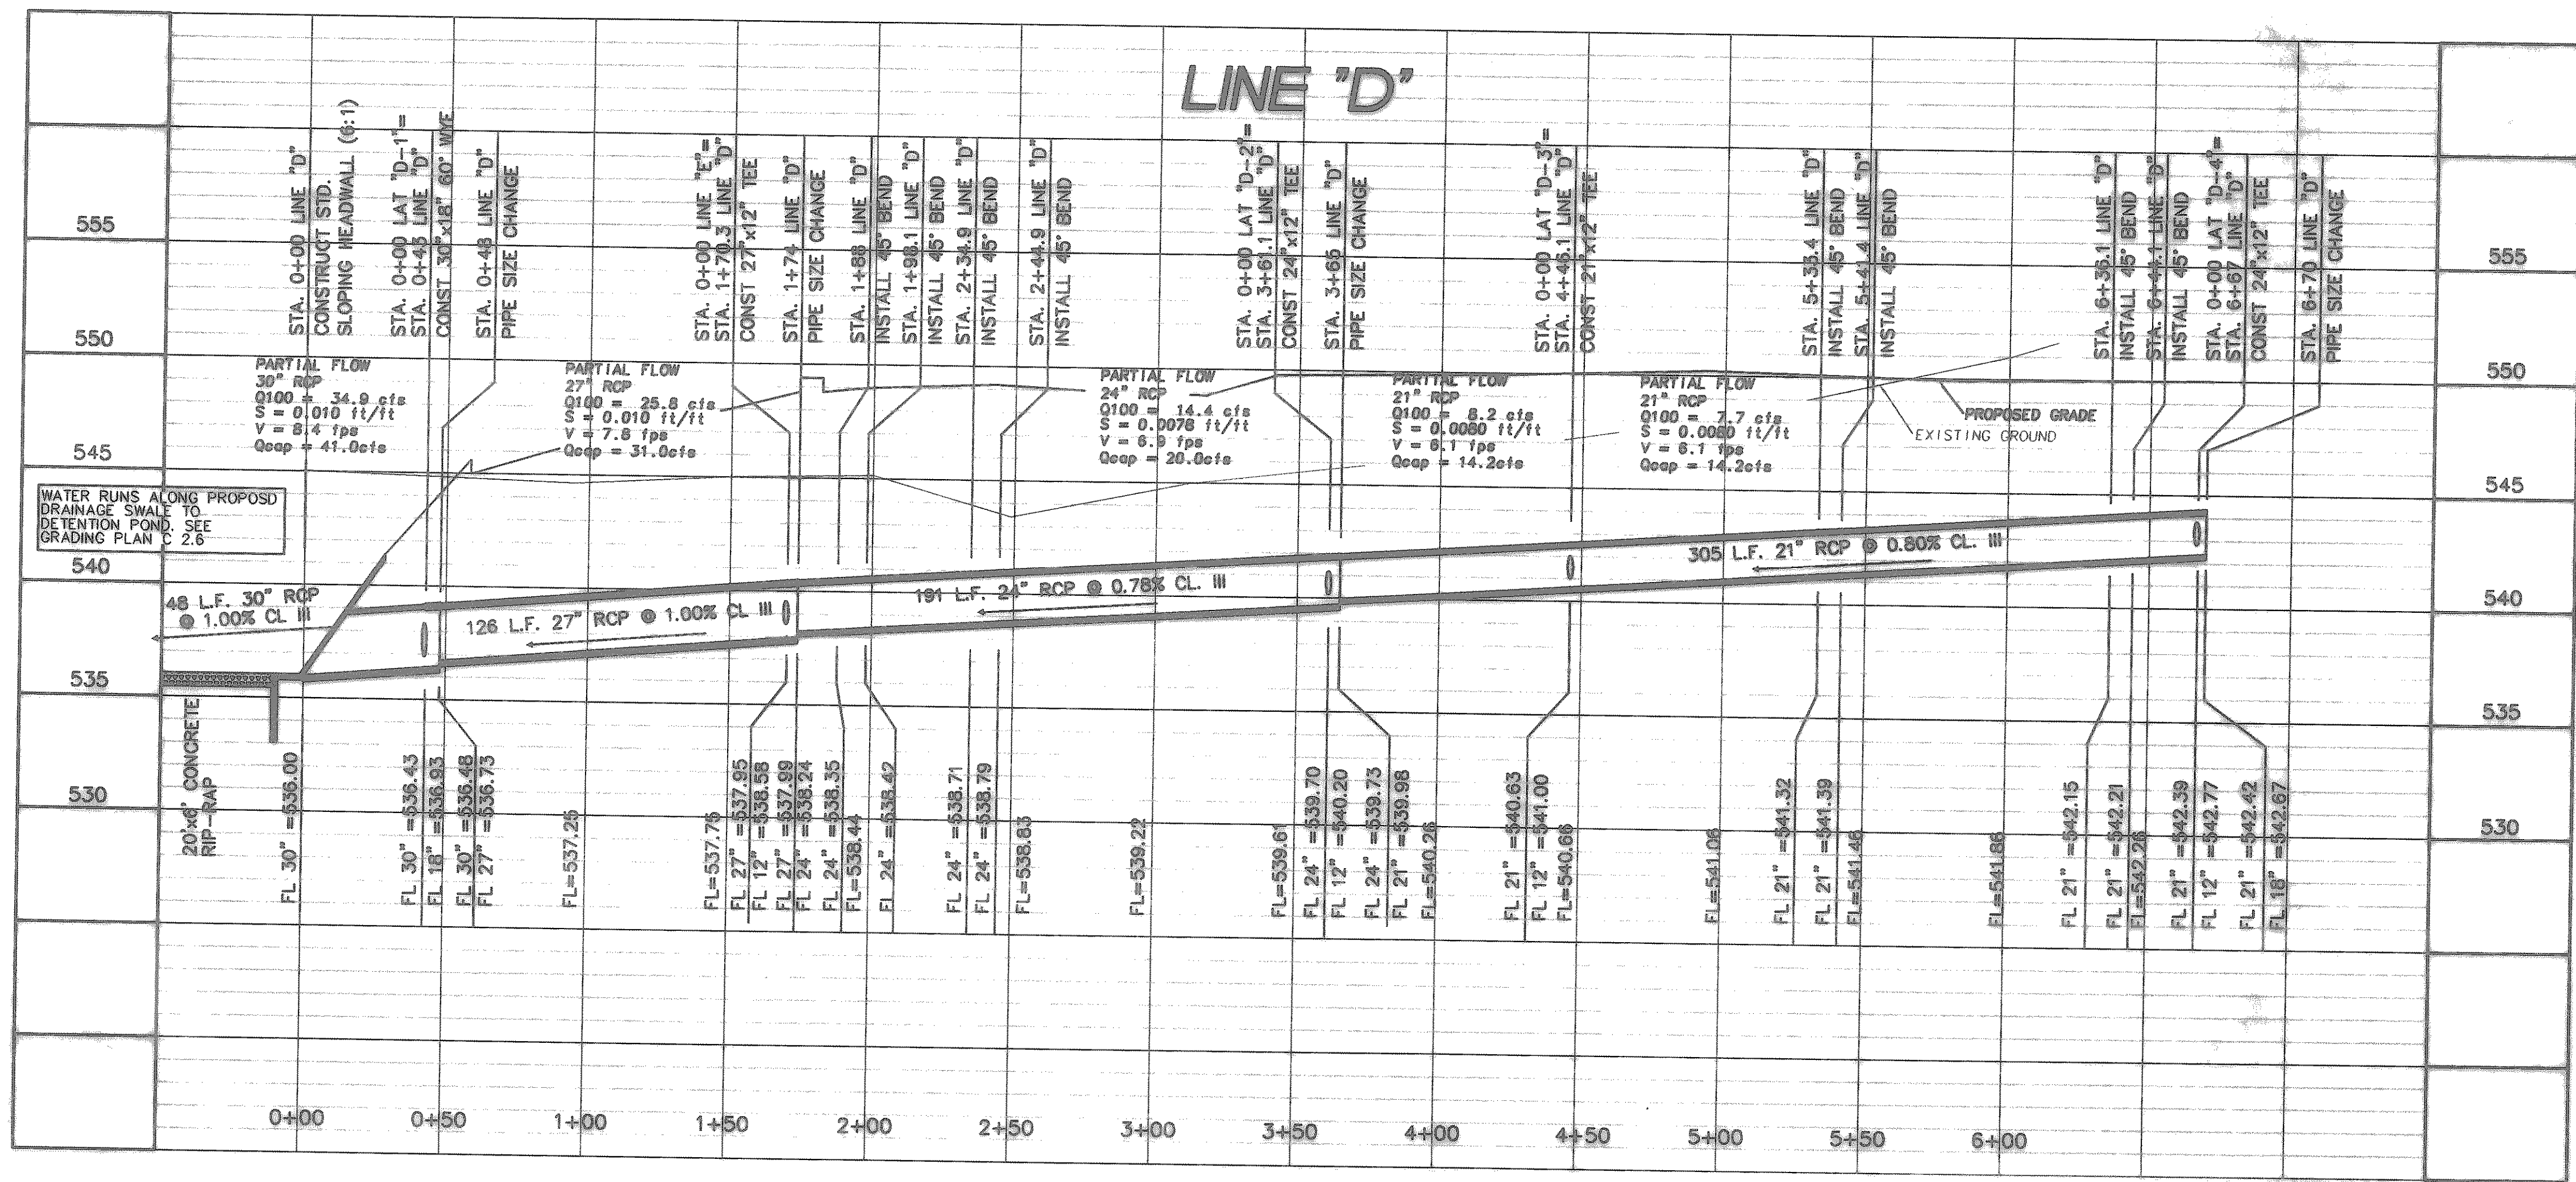 LINE "D"
STA. 0+00 LINE "D"
CONSTRUCT STD.
SLOPING HEADWALL (6:1)
STA. 0+00 LAT "D-1"=
STA. 0+43 LINE "D"
CONST 30"x18" 60° WYE
STA. 0+48 LINE "D"
PIPE SIZE CHANGE
STA. 0+00 LINE "E"=
STA. 1+70.3 LINE "D"
CONST 27"x12" TEE
STA. 1+74 LINE "D"
PIPE SIZE CHANGE
STA. 1+88 LINE "D"
INSTALL 45° BEND
STA. 1+98.1 LINE "D"
INSTALL 45° BEND
STA. 2+34.9 LINE "D"
INSTALL 45° BEND
STA. 2+44.9 LINE "D"
INSTALL 45° BEND
STA. 0+00 LAT "D-2"=
STA. 3+61.1 LINE "D"
CONST 24"x12" TEE
STA. 3+65 LINE "D"
PIPE SIZE CHANGE
STA. 0+00 LAT "D-3"=
STA. 4+46.1 LINE "D"
CONST 21"x12" TEE
STA. 5+33.4 LINE "D"
INSTALL 45° BEND
STA. 5+41.4 LINE "D"
INSTALL 45° BEND
STA. 6+36.1 LINE "D"
INSTALL 45° BEND
STA. 6+44.1 LINE "D"
INSTALL 45° BEND
STA. 0+00 LAT "D-4"=
STA. 6+67 LINE "D"
CONST 24"x12" TEE
STA. 6+70 LINE "D"
PIPE SIZE CHANGE
555
555
550
550
545
545
540
540
535
535
530
530
PARTIAL FLOW
30" RCP
Q100 = 34.9 cfs
S = 0.010 ft/ft
V = 8.4 fps
Qcap = 41.0cfs
PARTIAL FLOW
27" RCP
Q100 = 25.8 cfs
S = 0.010 ft/ft
V = 7.8 fps
Qcap = 31.0cfs
PARTIAL FLOW
24" RCP
Q100 = 14.4 cfs
S = 0.0078 ft/ft
V = 6.9 fps
Qcap = 20.0cfs
PARTIAL FLOW
21" RCP
Q100 = 8.2 cfs
S = 0.0080 ft/ft
V = 6.1 fps
Qcap = 14.2cfs
PARTIAL FLOW
21" RCP
Q100 = 7.7 cfs
S = 0.0080 ft/ft
V = 6.1 fps
Qcap = 14.2cfs
PROPOSED GRADE
EXISTING GROUND
WATER RUNS ALONG PROPOSD
DRAINAGE SWALE TO
DETENTION POND. SEE
GRADING PLAN C 2.6
48 L.F. 30" RCP
@ 1.00% CL III
126 L.F. 27" RCP @ 1.00% CL III
191 L.F. 24" RCP @ 0.78% CL. III
305 L.F. 21" RCP @ 0.80% CL. III
20'x6' CONCRETE
RIP-RAP
FL 30" =536.00
FL 30" =536.43
FL 18" =536.93
FL 30" =536.48
FL 27" =536.73
FL=537.25
FL=537.75
FL 27" =537.95
FL 12" =538.58
FL 27" =537.99
FL 24" =538.24
FL 24" =538.35
FL=538.44
FL 24" =538.42
FL 24" =538.71
FL 24" =538.79
FL=538.83
FL=539.22
FL=539.61
FL 24" =539.70
FL 12" =540.20
FL 24" =539.73
FL 21" =539.98
FL=540.26
FL 21" =540.63
FL 12" =541.00
FL=540.66
FL=541.06
FL 21" =541.32
FL 21" =541.39
FL=541.46
FL=541.86
FL 21" =542.15
FL 21" =542.21
FL=542.26
FL 21" =542.39
FL 12" =542.77
FL 21" =542.42
FL 18" =542.67
0+00
0+50
1+00
1+50
2+00
2+50
3+00
3+50
4+00
4+50
5+00
5+50
6+00